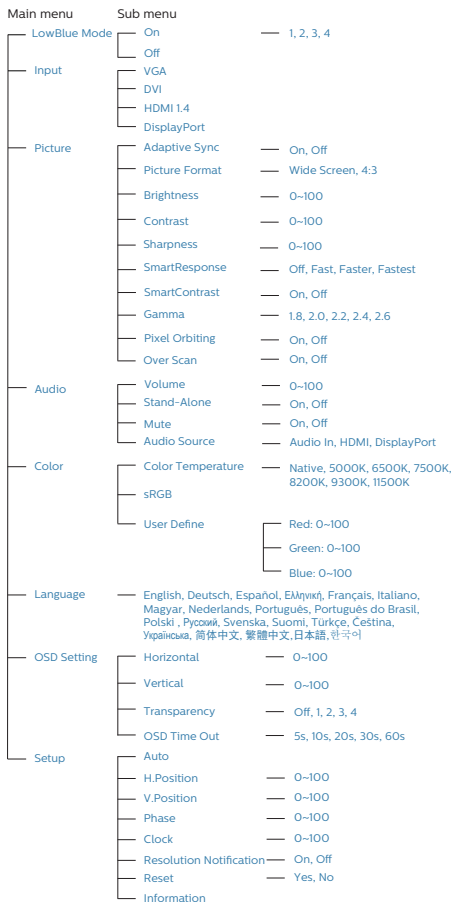 Main menu Sub menu
LowBlue Mode On 1, 2, 3, 4
Off
Input VGA
DVI
HDMI 1.4
DisplayPort
Picture Adaptive Sync On, Off
Picture Format Wide Screen, 4:3
Brightness 0~100
Contrast 0~100
Sharpness 0~100
SmartResponse Off, Fast, Faster, Fastest
SmartContrast On, Off
Gamma 1.8, 2.0, 2.2, 2.4, 2.6
Pixel Orbiting On, Off
Over Scan On, Off
Audio Volume 0~100
Stand-Alone On, Off
Mute On, Off
Audio Source Audio In, HDMI, DisplayPort
Color Color Temperature Native, 5000K, 6500K, 7500K,
8200K, 9300K, 11500K
sRGB
User Define Red: 0~100
Green: 0~100
Blue: 0~100
Language English, Deutsch, Español, Ελληνική, Français, Italiano,
Magyar, Nederlands, Português, Português do Brasil,
Polski , Русский, Svenska, Suomi, Türkçe, Čeština,
Українська, 简体中文, 繁體中文,日本語,한국어
OSD Setting Horizontal 0~100
Vertical 0~100
Transparency Off, 1, 2, 3, 4
OSD Time Out 5s, 10s, 20s, 30s, 60s
Setup Auto
H.Position 0~100
V.Position 0~100
Phase 0~100
Clock 0~100
Resolution Notification On, Off
Reset Yes, No
Information